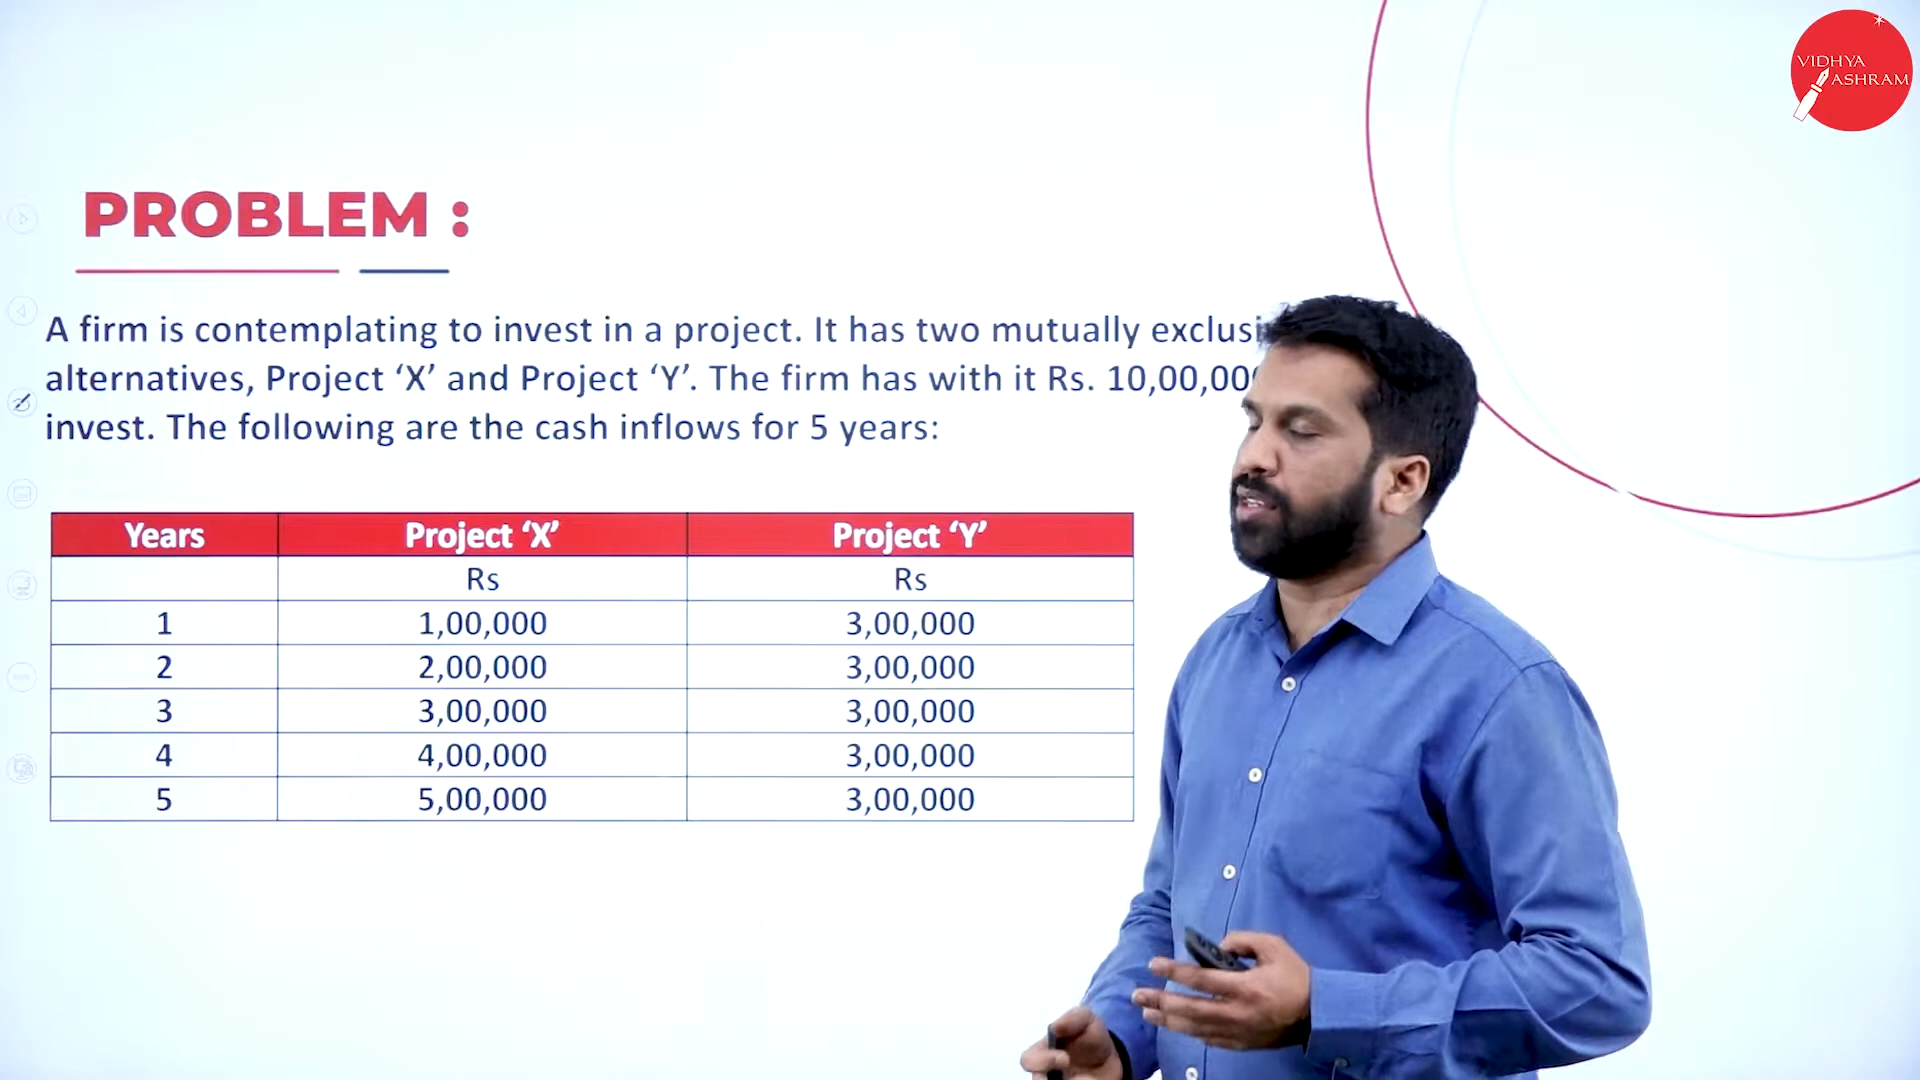 VIDHYA
ASHRAM
PROBLEM :
A firm is contemplating to invest in a project. It has two mutually
alternatives, Project ‘X’ and Project ‘Y’. The firm has with it Rs.
invest. The following are the cash inflows for 5 years:
Years Project ‘X’ Project ‘Y’
Rs Rs
1 1,00,000 3,00,000
2 2,00,000 3,00,000
3 3,00,000 3,00,000
4 4,00,000 3,00,000
5 5,00,000 3,00,000